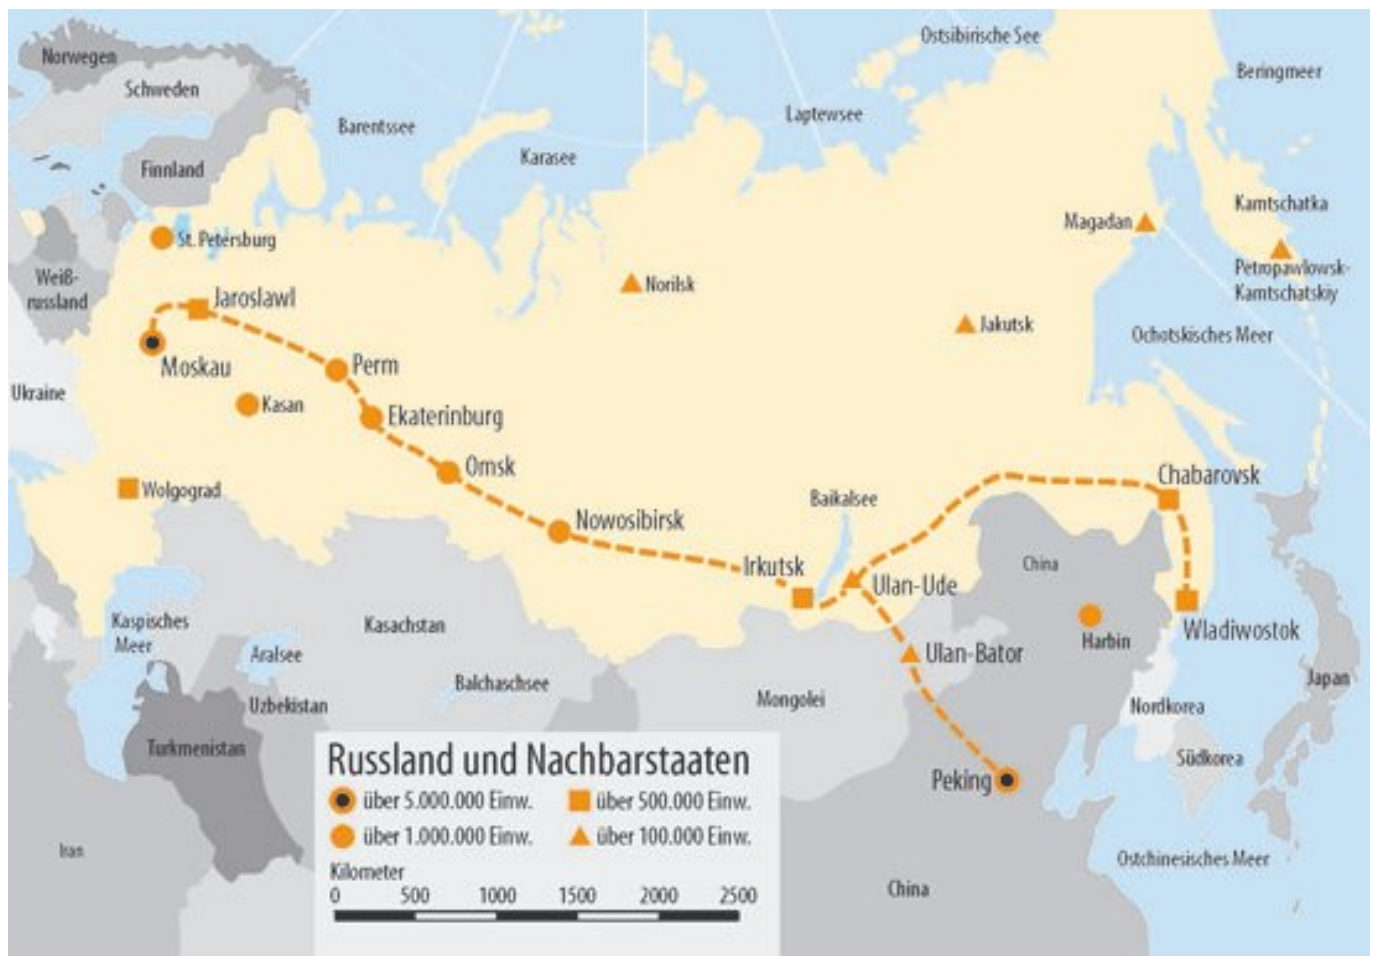 Ostsibirische See
Norwegen
Beringmeer
Schweden
Laptewsee
Barentssee
Karasee
Finnland
Kamtschatka
Magadan
St. Petersburg
Petropawlowsk-
Kamtschatskiy
Weiß-
russland
Norilsk
Jaroslawl
Jakutsk
Ochotskisches Meer
Moskau
Perm
Ukraine
Kasan
Ekaterinburg
Omsk
Chabarovsk
Wolgograd
Baikalsee
Nowosibirsk
Irkutsk
China
Ulan-Ude
Kaspisches
Meer
Kasachstan
Wladiwostok
Harbin
Aralsee
Ulan-Bator
Balchaschsee
Japan
Mongolei
Uzbekistan
Nordkorea
Turkmenistan
Südkorea
Peking
Russland und Nachbarstaaten
über 5.000.000 Einw.
über 500.000 Einw.
über 1.000.000 Einw.
über 100.000 Einw.
Iran
Ostchinesisches Meer
Kilometer
China
0 500 1000 1500 2000 2500